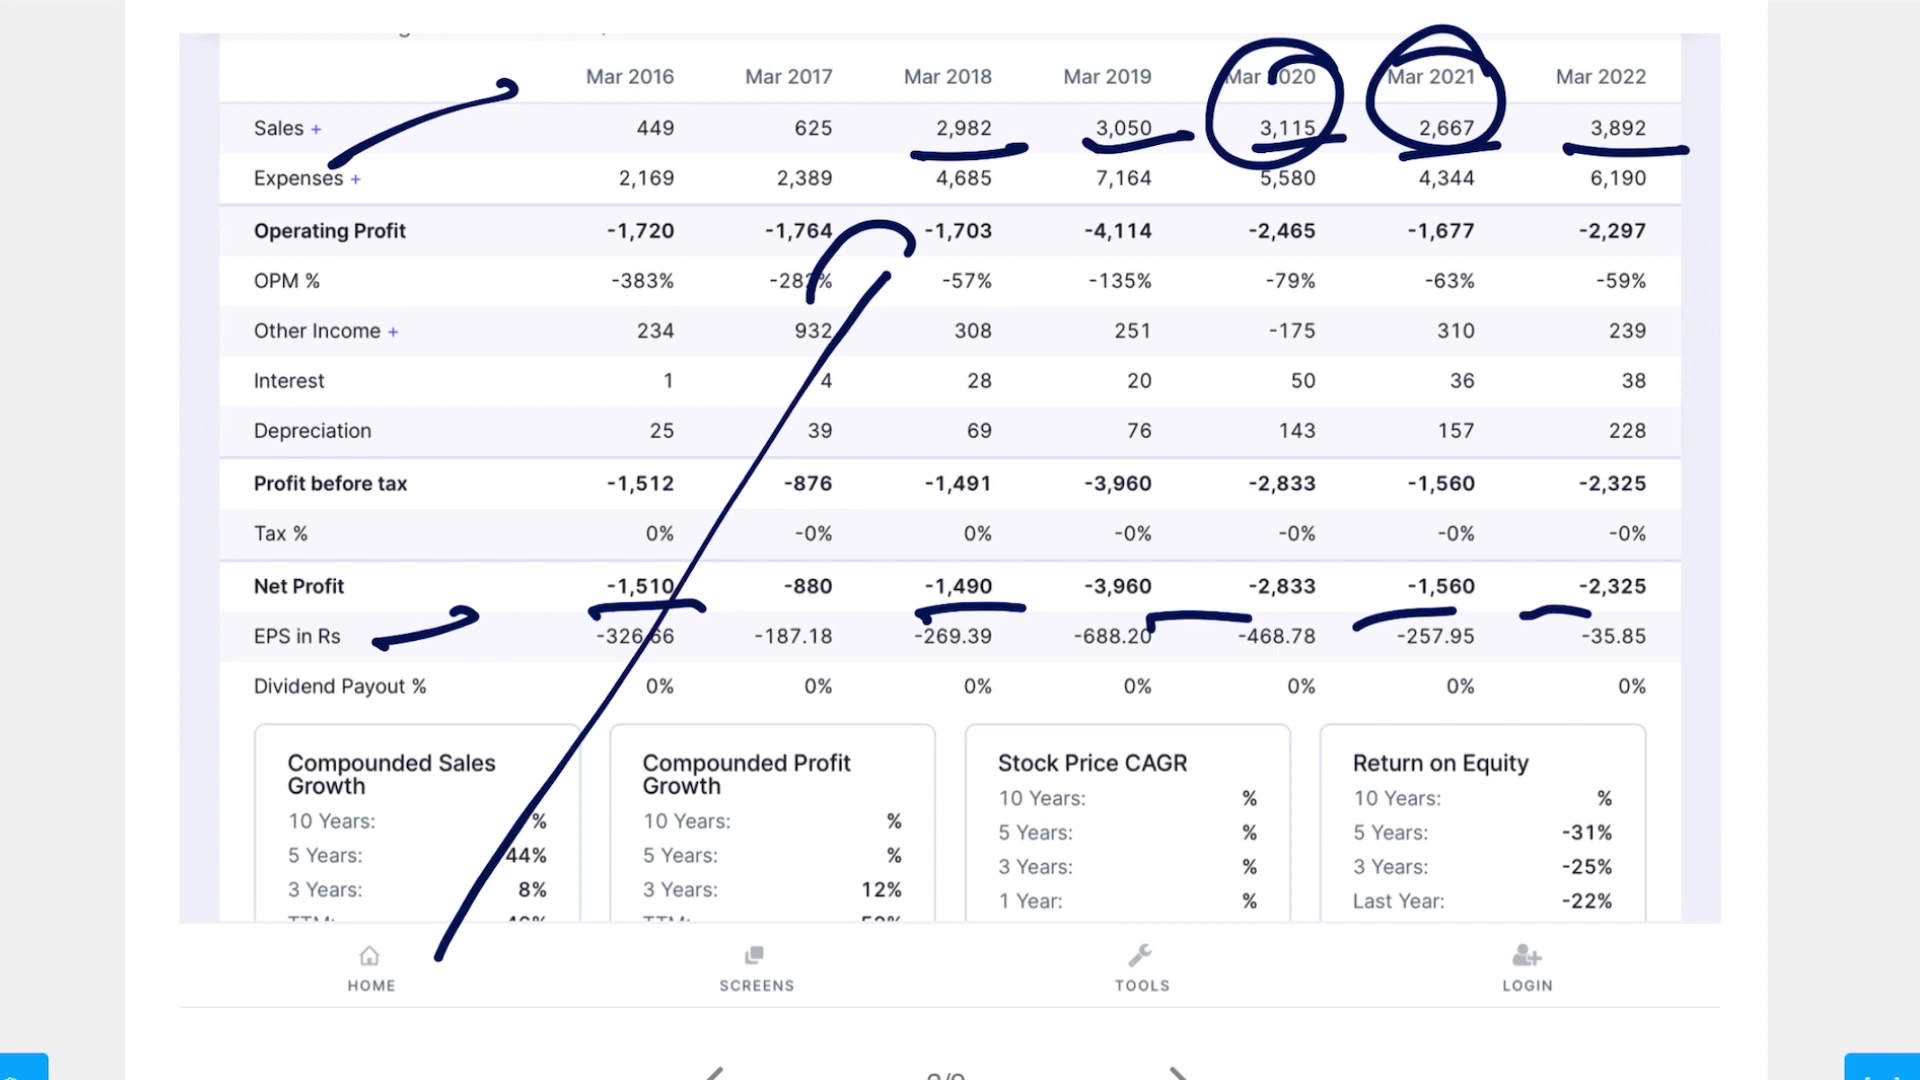 Mar 2016 Mar 2017 Mar 2018 Mar 2019 Mar 2020 Mar 2021 Mar 2022
Sales + 449 625 2,982 3,050 3,115 2,667 3,892
Expenses + 2,169 2,389 4,685 7,164 5,580 4,344 6,190
Operating Profit -1,720 -1,764 -1,703 -4,114 -2,465 -1,677 -2,297
OPM % -383% -57% -135% -79% -63% -59%
Other Income + 234 932 308 251 -175 310 239
Interest 1 4 28 20 50 36 38
Depreciation 25 39 69 76 143 157 228
Profit before tax -1,512 -876 -1,491 -3,960 -2,833 -1,560 -2,325
Tax % 0% -0% 0% -0% -0% -0% -0%
Net Profit -1,510 -880 -1,490 -3,960 -2,833 -1,560 -2,325
EPS in Rs -187.18 -269.39 -688.20 -468.78 -257.95 -35.85
Dividend Payout % 0% 0% 0% 0% 0% 0% 0%
Compounded Sales Growth
10 Years: %
5 Years: 44%
3 Years: 8%
Compounded Profit Growth
10 Years: %
5 Years: %
3 Years: 12%
Stock Price CAGR
10 Years: %
5 Years: %
3 Years: %
1 Year: %
Return on Equity
10 Years: %
5 Years: -31%
3 Years: -25%
Last Year: -22%
HOME SCREENS TOOLS LOGIN